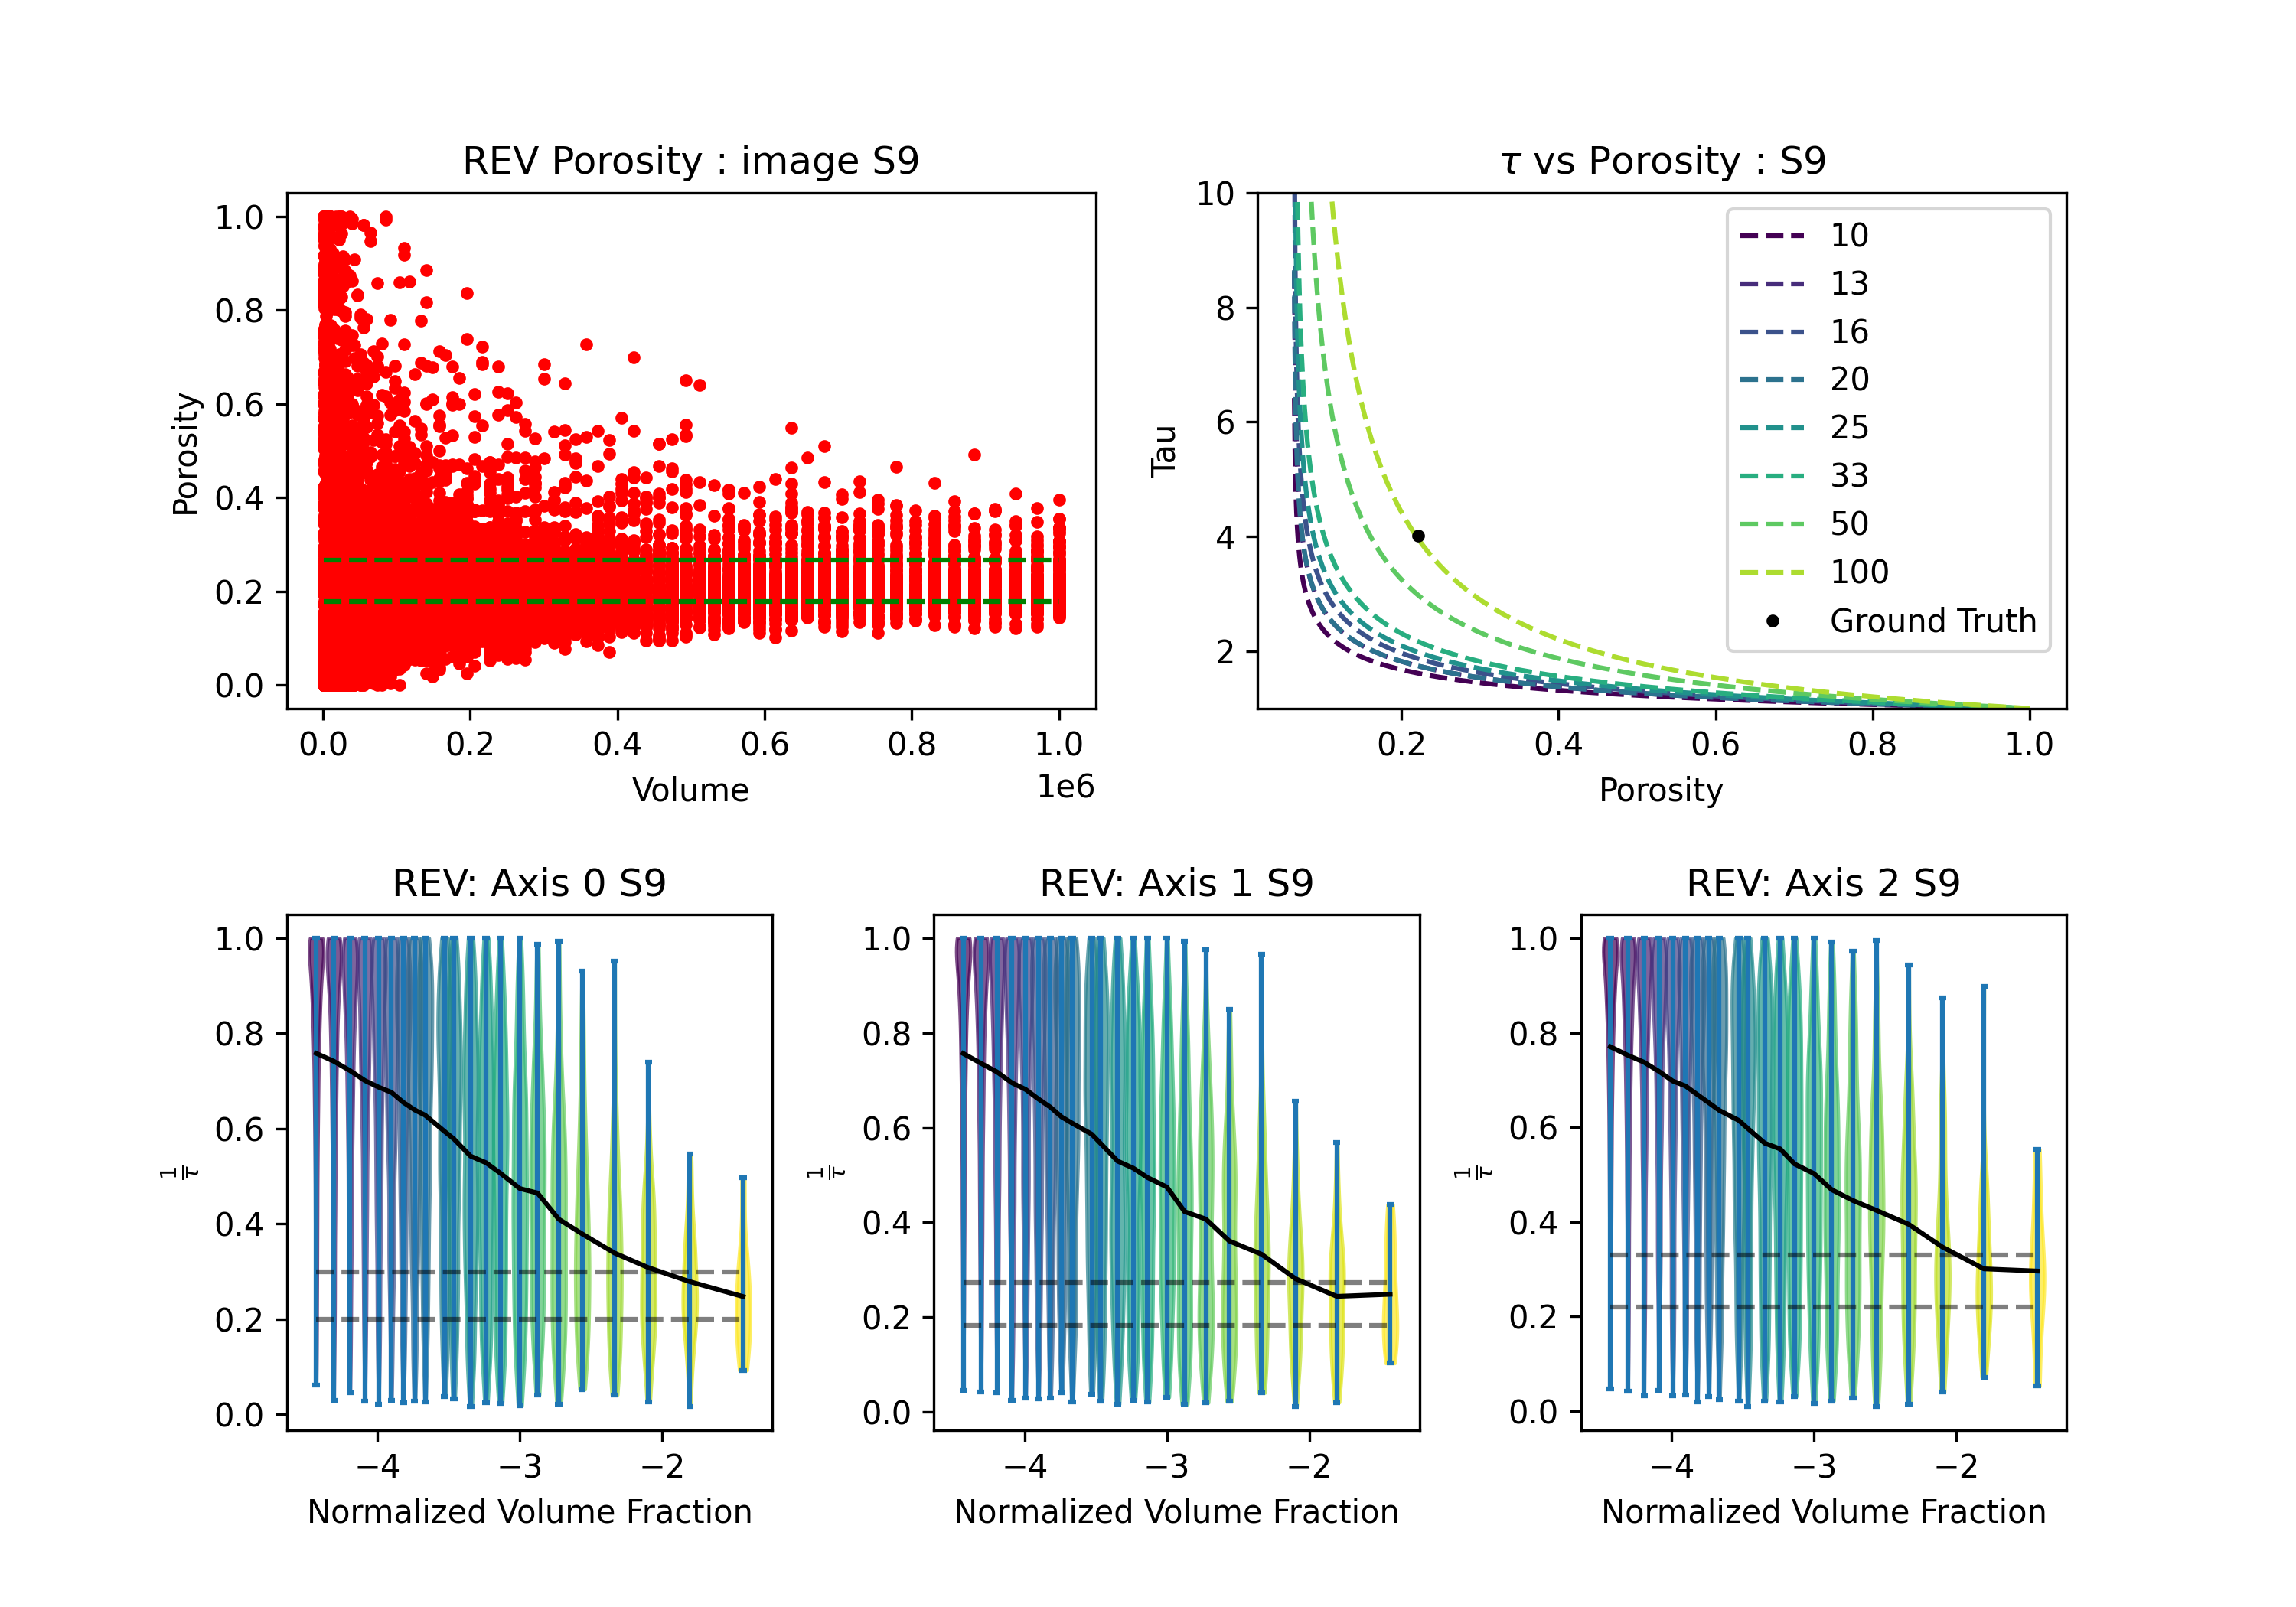 REV Porosity : image S9
1.0
0.8
0.6
0.4
0.2
0.0
Porosity
0.0 0.2 0.4 0.6 0.8 1.0
1e6
Volume
τ vs Porosity : S9
10
8
6
4
2
Tau
0.2 0.4 0.6 0.8 1.0
Porosity
10
13
16
20
25
33
50
100
Ground Truth
REV: Axis 0 S9
1.0
0.8
0.6
0.4
0.2
0.0
1/τ
−4 −3 −2
Normalized Volume Fraction
REV: Axis 1 S9
1.0
0.8
0.6
0.4
0.2
0.0
1/τ
−4 −3 −2
Normalized Volume Fraction
REV: Axis 2 S9
1.0
0.8
0.6
0.4
0.2
0.0
1/τ
−4 −3 −2
Normalized Volume Fraction